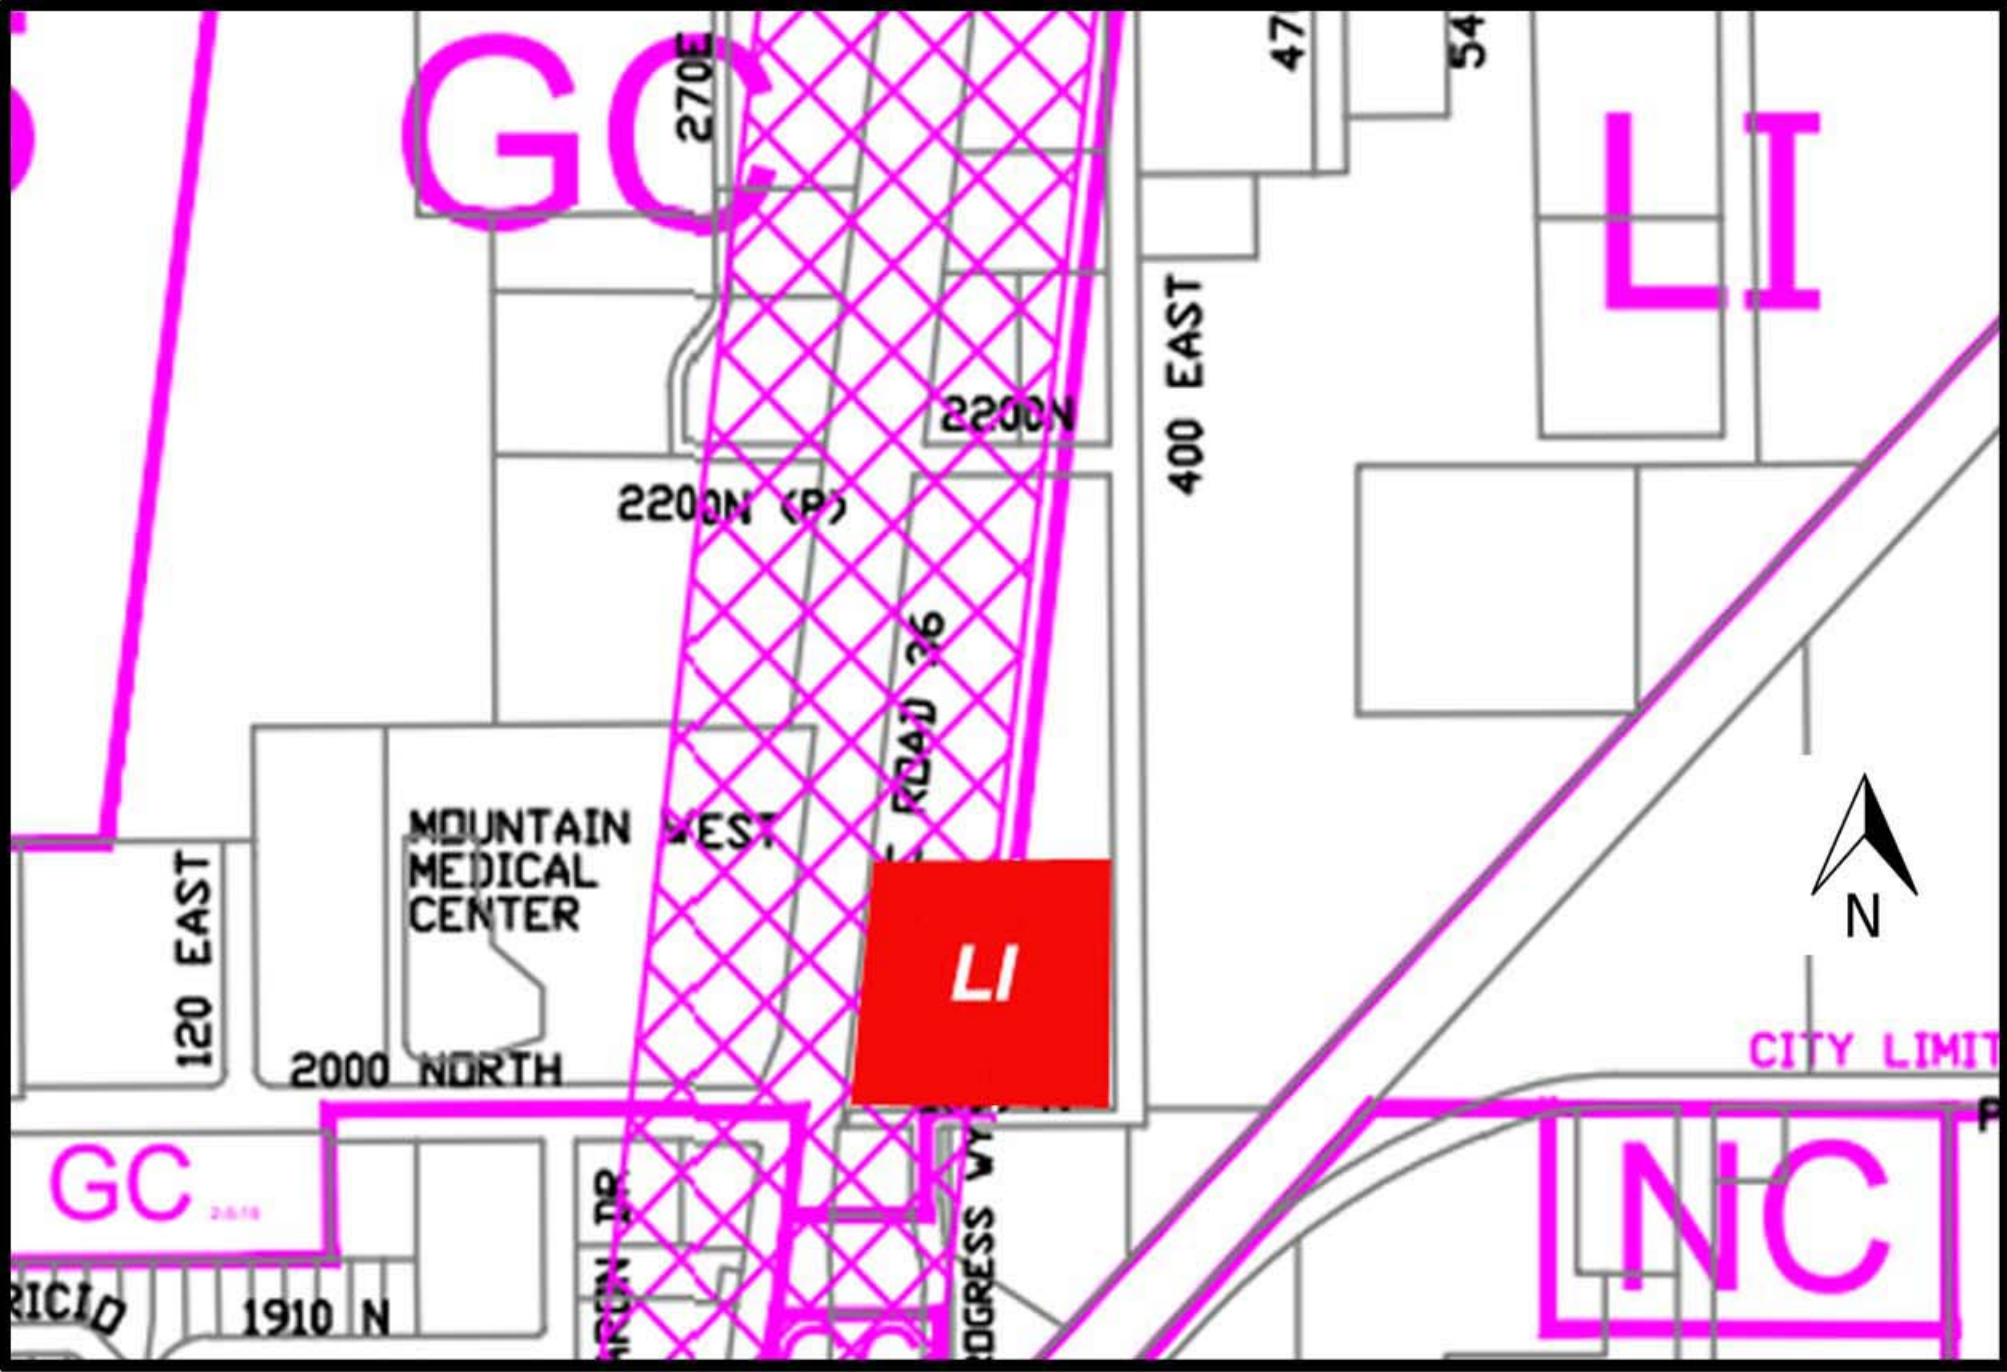 GC
270E
47
54
LI
400 EAST
2200N
2200N (P)
ROAD 36
MOUNTAIN WEST
MEDICAL
CENTER
120 EAST
LI
N
2000 NORTH
CITY LIMIT
GC
NC
1910 N